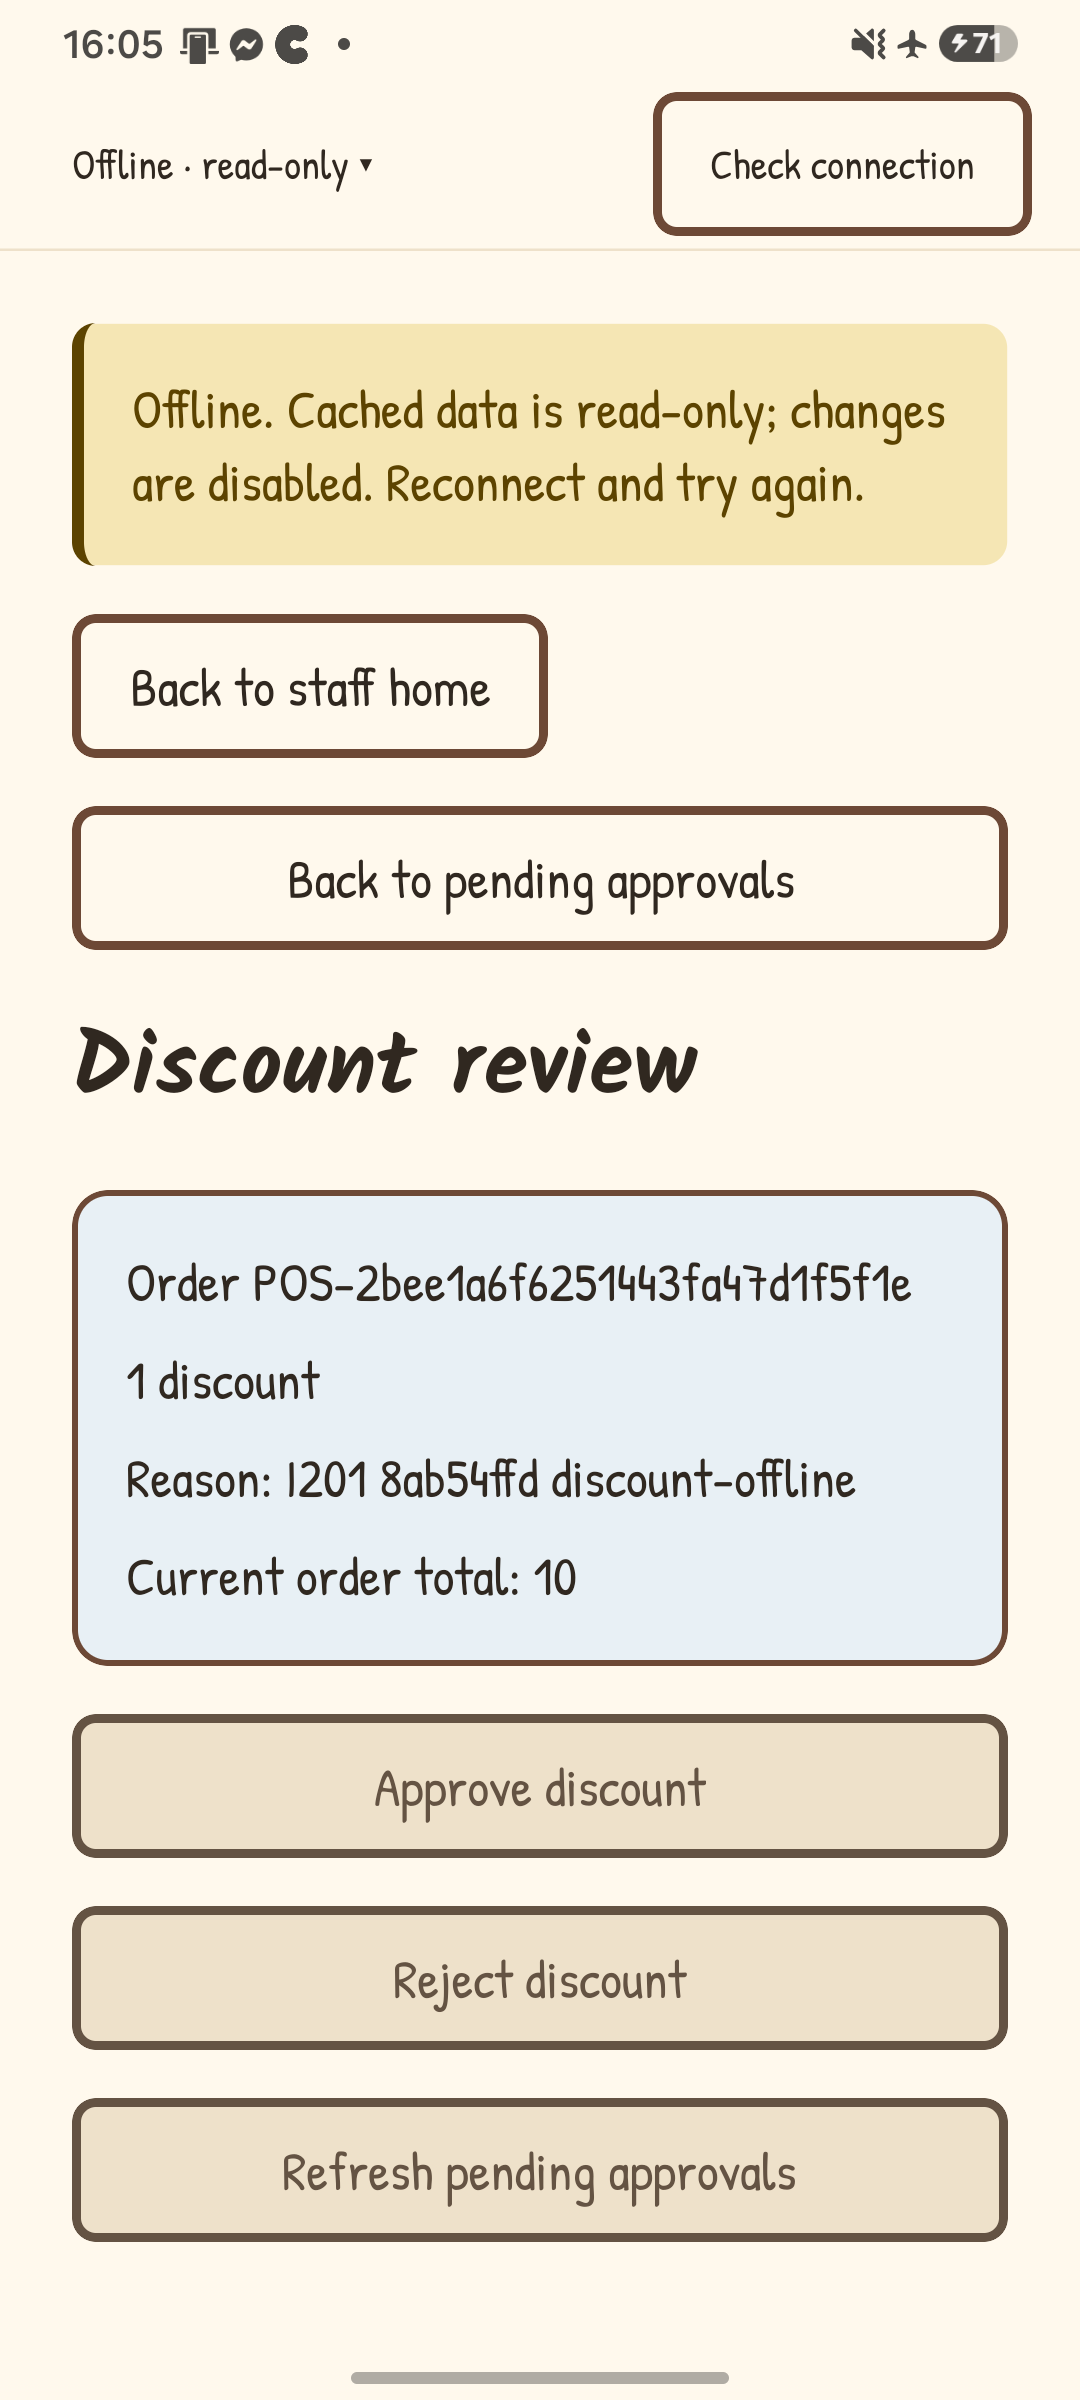 16:05
71
Offline · read-only ▾
Check connection
Offline. Cached data is read-only; changes
are disabled. Reconnect and try again.
Back to staff home
Back to pending approvals
Discount review
Order POS-2bee1a6f6251443fa47d1f5f1e
1 discount
Reason: I201 8ab54ffd discount-offline
Current order total: 10
Approve discount
Reject discount
Refresh pending approvals